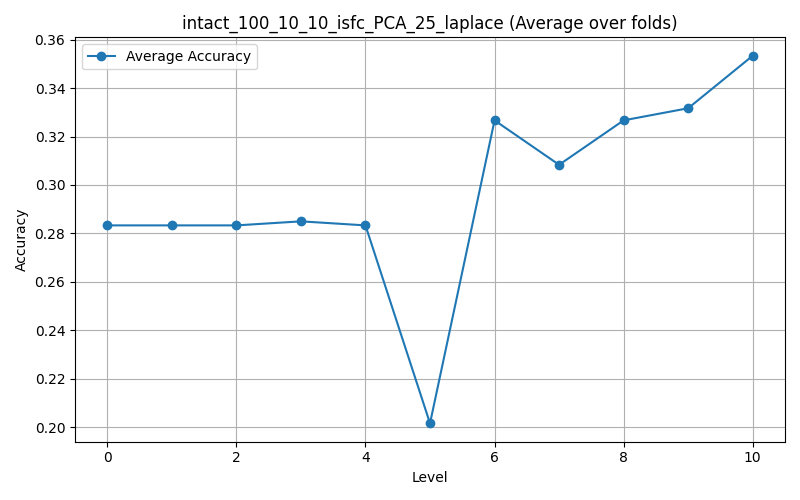 intact_100_10_10_isfc_PCA_25_laplace (Average over folds)
Average Accuracy
Accuracy
0.36
0.34
0.32
0.30
0.28
0.26
0.24
0.22
0.20
0 2 4 6 8 10
Level